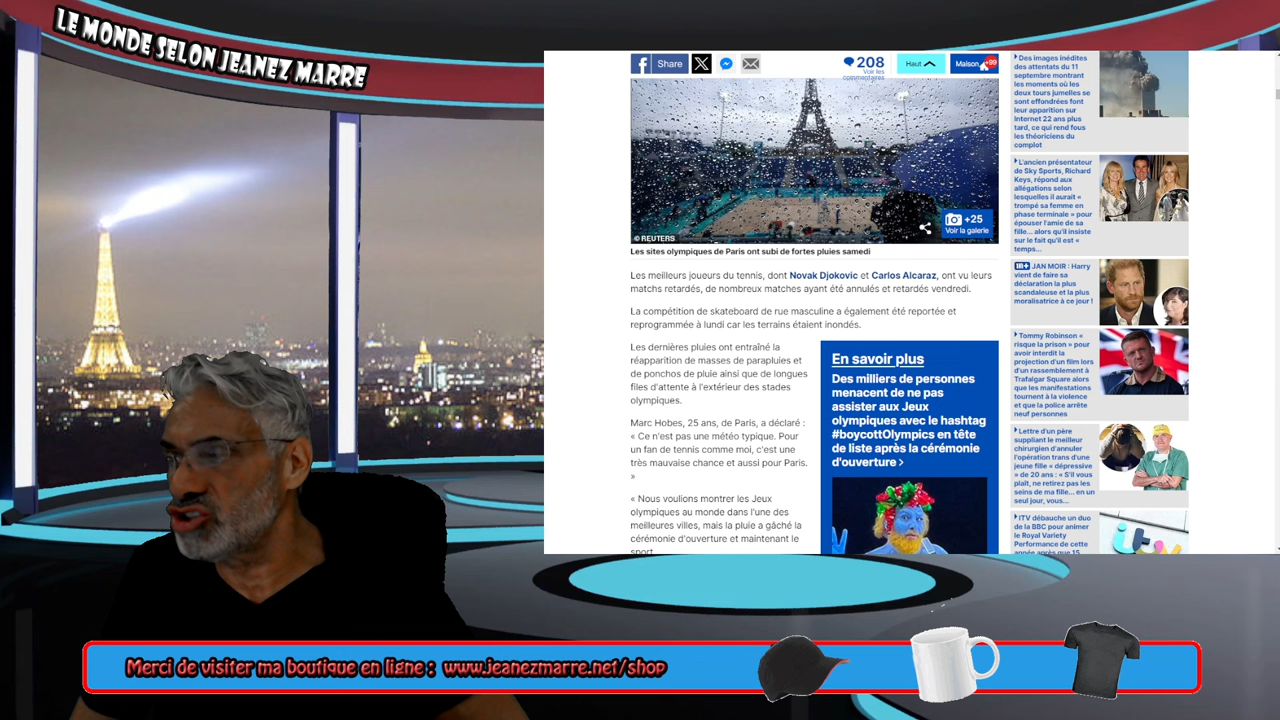 LE MONDE SELON JEANEZ MARRE
Share
208
Voir les
commentaires
Haut
Maison
+99
+25
Voir la galerie
© REUTERS
Les sites olympiques de Paris ont subi de fortes pluies samedi
Les meilleurs joueurs du tennis, dont Novak Djokovic et Carlos Alcaraz, ont vu leurs
matchs retardés, de nombreux matches ayant été annulés et retardés vendredi.
La compétition de skateboard de rue masculine a également été reportée et
reprogrammée à lundi car les terrains étaient inondés.
Les dernières pluies ont entraîné la
réapparition de masses de parapluies et
de ponchos de pluie ainsi que de longues
files d'attente à l'extérieur des stades
olympiques.
Marc Hobes, 25 ans, de Paris, a déclaré :
« Ce n'est pas une météo typique. Pour
un fan de tennis comme moi, c'est une
très mauvaise chance et aussi pour Paris.
»
« Nous voulions montrer les Jeux
olympiques au monde dans l'une des
meilleures villes, mais la pluie a gâché la
cérémonie d'ouverture et maintenant le
sport
En savoir plus
Des milliers de personnes
menacent de ne pas
assister aux Jeux
olympiques avec le hashtag
#boycottOlympics en tête
de liste après la cérémonie
d'ouverture >
Des images inédites
des attentats du 11
septembre montrant
les moments où les
deux tours jumelles se
sont effondrées font
leur apparition sur
Internet 22 ans plus
tard, ce qui rend fous
les théoriciens du
complot
L'ancien présentateur
de Sky Sports, Richard
Keys, répond aux
allégations selon
lesquelles il aurait «
trompé sa femme en
phase terminale » pour
épouser l'amie de sa
fille... alors qu'il insiste
sur le fait qu'il est «
temps...
18+ JAN MOIR : Harry
vient de faire sa
déclaration la plus
scandaleuse et la plus
moralisatrice à ce jour !
Tommy Robinson «
risque la prison » pour
avoir interdit la
projection d'un film lors
d'un rassemblement à
Trafalgar Square alors
que les manifestations
tournent à la violence
et que la police arrête
neuf personnes
Lettre d'un père
suppliant le meilleur
chirurgien d'annuler
l'opération trans d'une
jeune fille « dépressive
» de 20 ans : « S'il vous
plaît, ne retirez pas les
seins de ma fille... en un
seul jour, vous...
ITV débauche un duo
de la BBC pour animer
le Royal Variety
Performance de cette
année après que 15
Merci de visiter ma boutique en ligne : www.jeanezmarre.net/shop